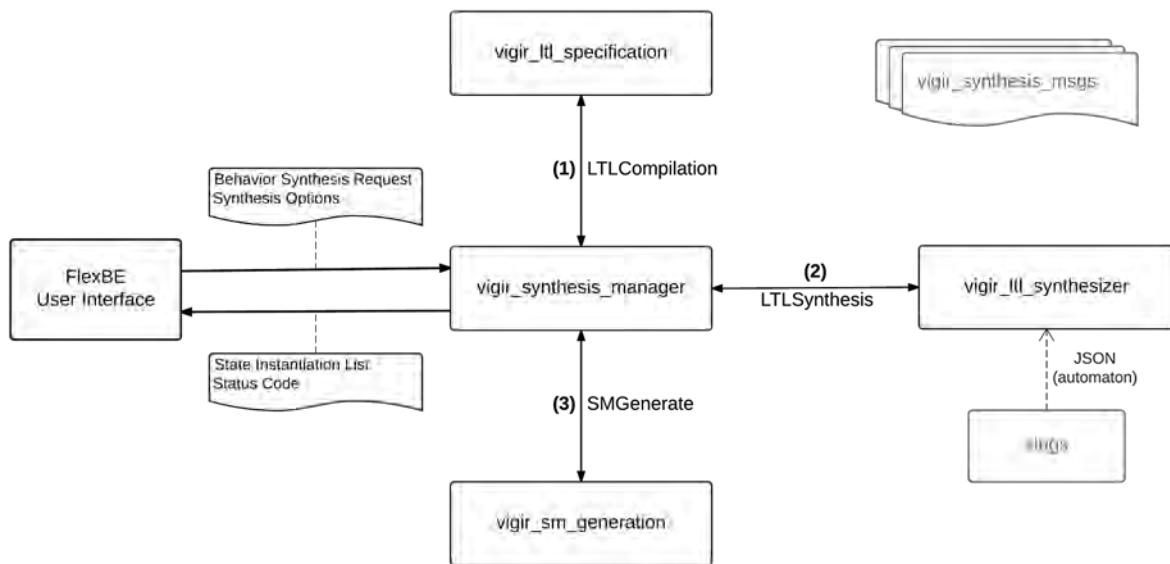 vigir_ltl_specification
vigir_synthesis_msgs
(1) LTLCompilation
Behavior Synthesis Request
Synthesis Options
FlexBE
User Interface
vigir_synthesis_manager
(2)
LTLSynthesis
vigir_ltl_synthesizer
State Instantiation List
Status Code
JSON
(automaton)
(3) SMGenerate
slugs
vigir_sm_generation